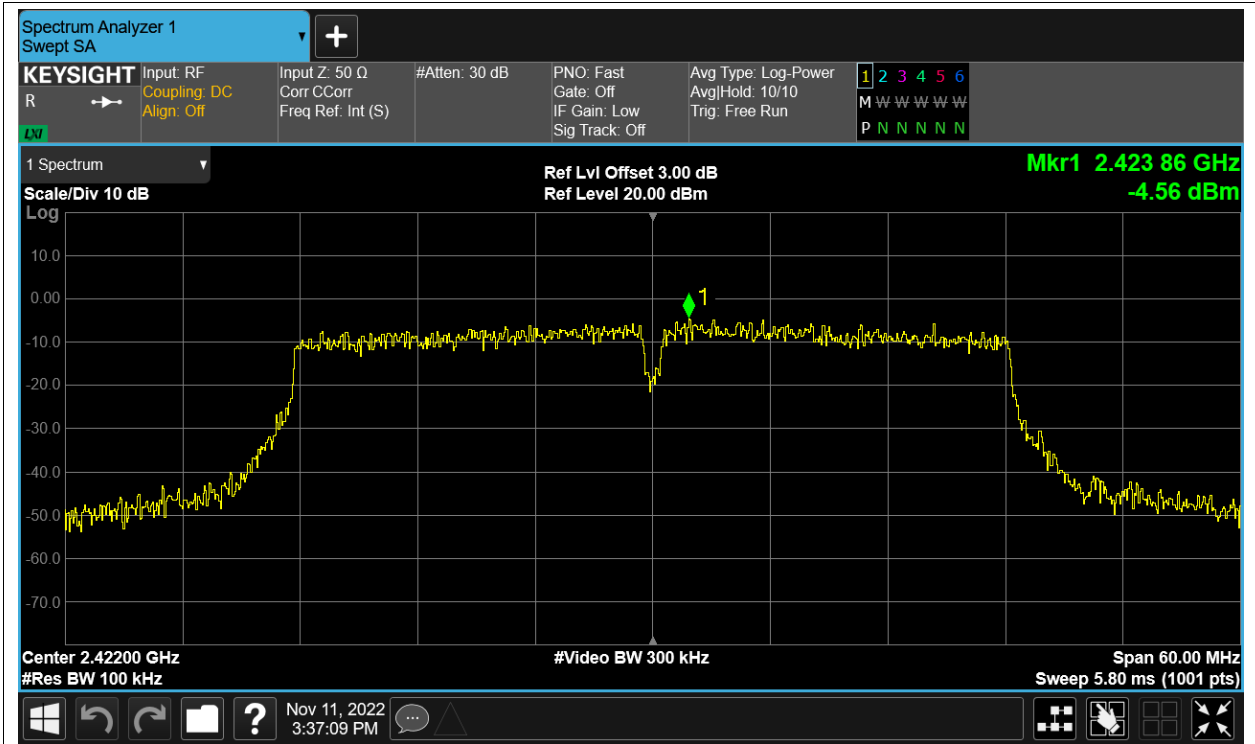 Spectrum Analyzer 1
Swept SA
KEYSIGHT
R
LXI
Input: RF
Coupling: DC
Align: Off
Input Z: 50 Ω
Corr CCorr
Freq Ref: Int (S)
#Atten: 30 dB
PNO: Fast
Gate: Off
IF Gain: Low
Sig Track: Off
Avg Type: Log-Power
Avg|Hold: 10/10
Trig: Free Run
1 2 3 4 5 6
M W W W W W
P N N N N N
1 Spectrum
Scale/Div 10 dB
Log
Ref Lvl Offset 3.00 dB
Ref Level 20.00 dBm
Mkr1 2.423 86 GHz
-4.56 dBm
10.0
0.00
-10.0
-20.0
-30.0
-40.0
-50.0
-60.0
-70.0
1
Center 2.42200 GHz
#Res BW 100 kHz
#Video BW 300 kHz
Span 60.00 MHz
Sweep 5.80 ms (1001 pts)
?
Nov 11, 2022
3:37:09 PM